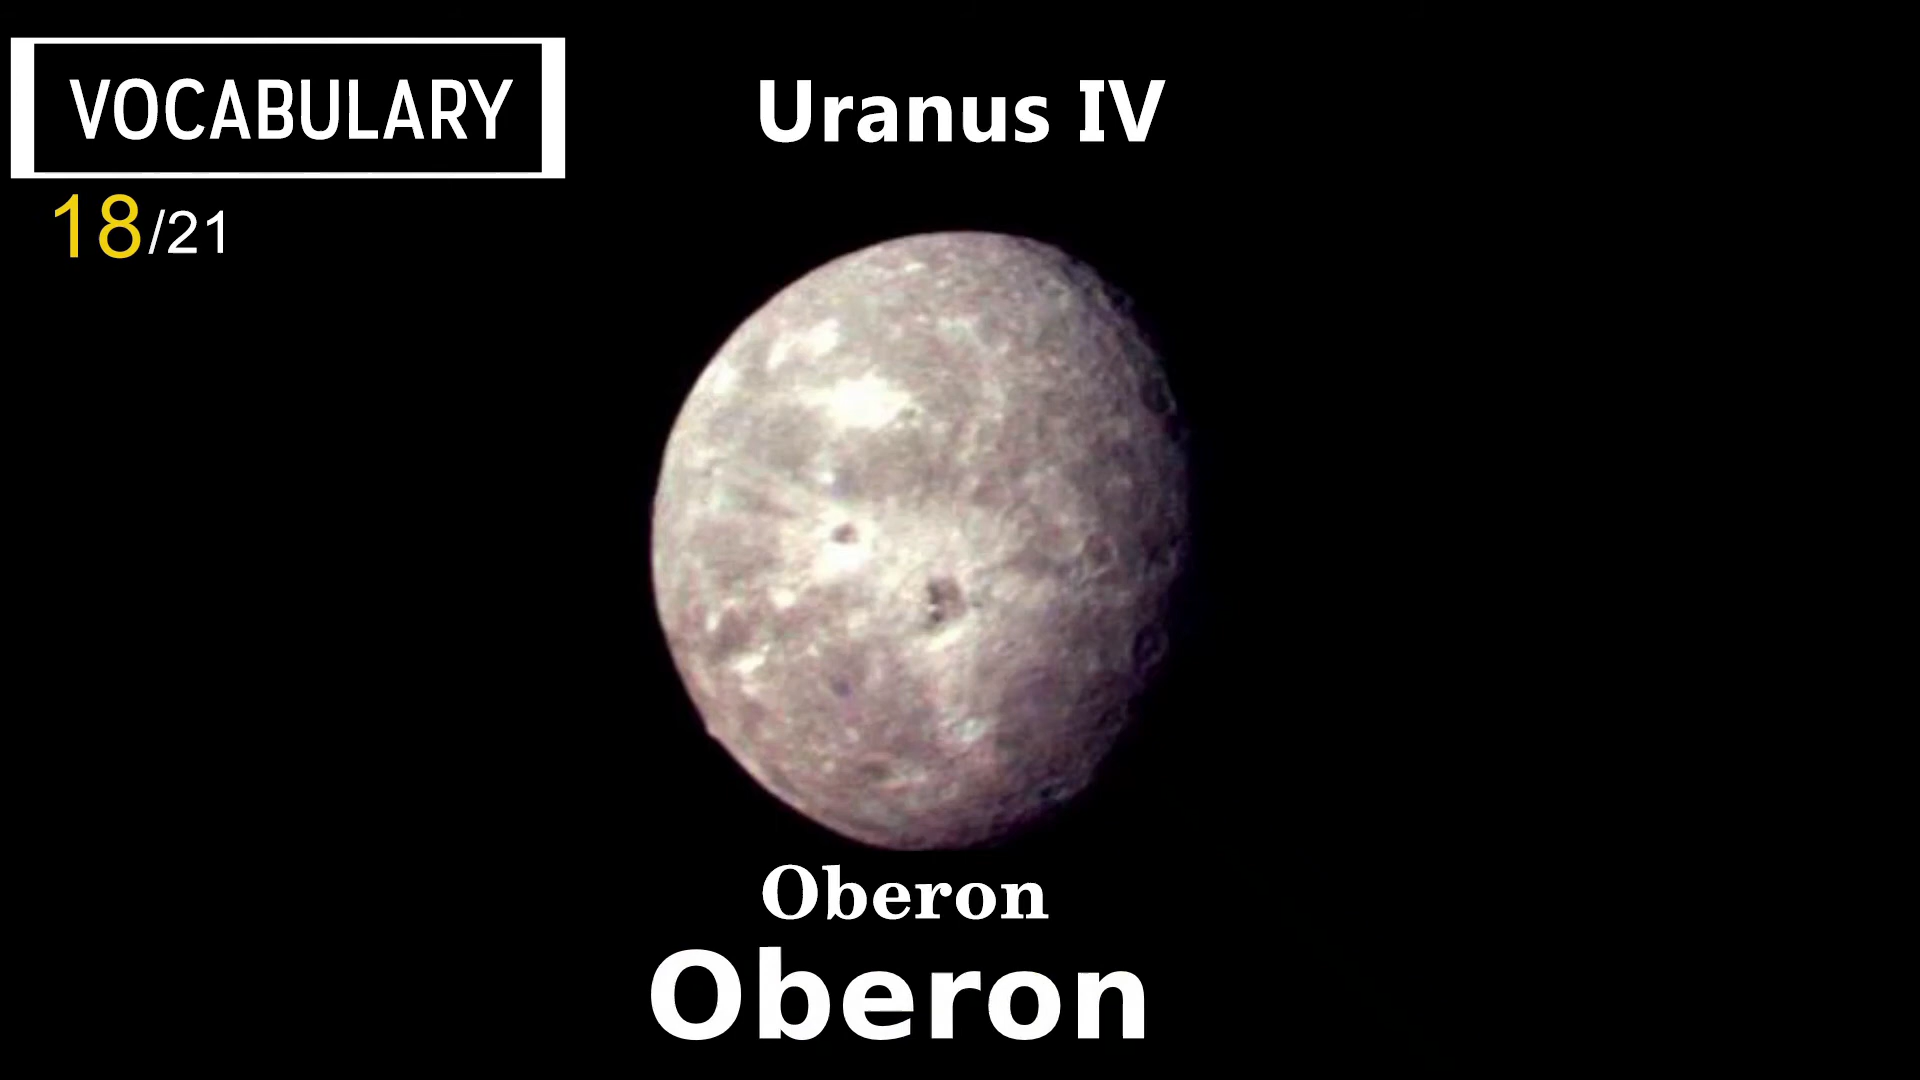 VOCABULARY
18/21
Uranus IV
Oberon
Oberon